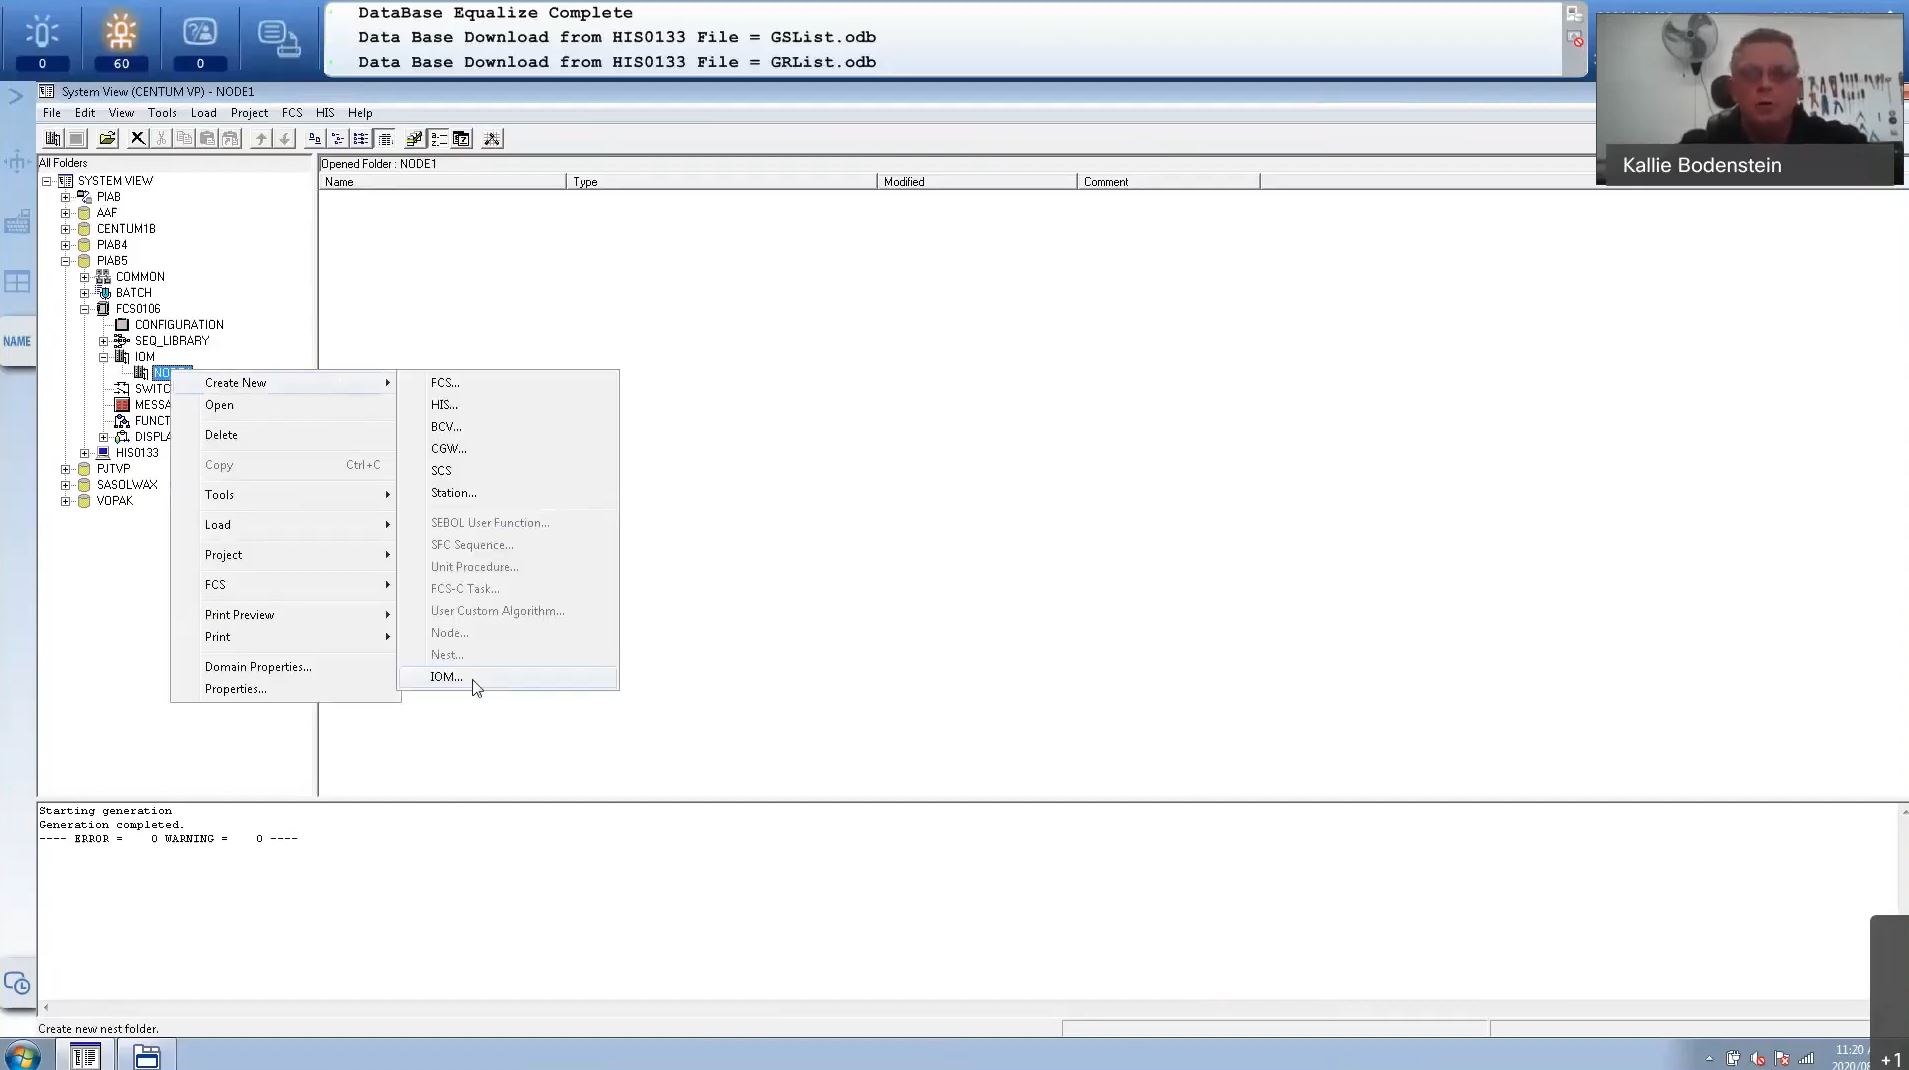 DataBase Equalize Complete
Data Base Download from HIS0133 File = GSList.odb
Data Base Download from HIS0133 File = GRList.odb
0
60
0
Kallie Bodenstein
System View (CENTUM VP) - NODE1
File Edit View Tools Load Project FCS HIS Help
All Folders
Opened Folder : NODE1
Name Type Modified Comment
SYSTEM VIEW
PIAB
AAF
CENTUM1B
PIAB4
PIAB5
COMMON
BATCH
FCS0106
CONFIGURATION
SEQ_LIBRARY
IOM
NOD
SWITC
MESSA
FUNCT
DISPLA
HIS0133
PJTVP
SASOLWAX
VOPAK
NAME
Create New
Open
Delete
Copy Ctrl+C
Tools
Load
Project
FCS
Print Preview
Print
Domain Properties...
Properties...
FCS...
HIS...
BCV...
CGW...
SCS
Station...
SEBOL User Function...
SFC Sequence...
Unit Procedure...
FCS-C Task...
User Custom Algorithm...
Node...
Nest...
IOM...
Starting generation
Generation completed.
---- ERROR = 0 WARNING = 0 ----
Create new nest folder.
11:20
2020/08
+1